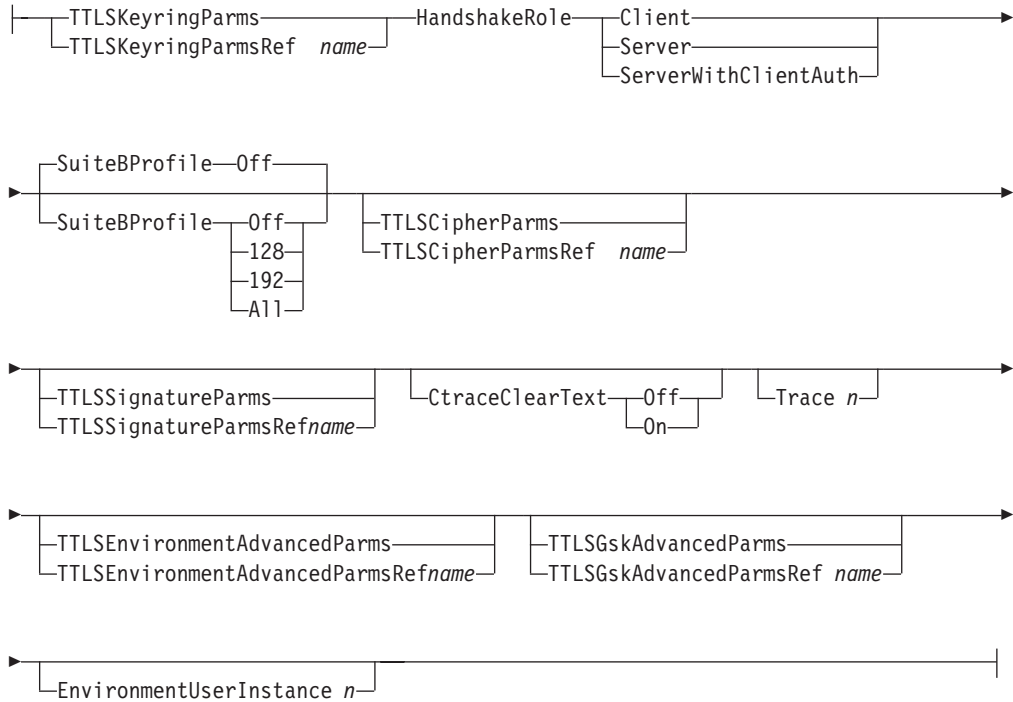 TTLSKeyringParms HandshakeRole Client
TTLSKeyringParmsRef name Server
ServerWithClientAuth
SuiteBProfile Off
SuiteBProfile Off TTLSCipherParms
128 TTLSCipherParmsRef name
192
All
TTLSSignatureParms CtraceClearText Off Trace n
TTLSSignatureParmsRefname On
TTLSEnvironmentAdvancedParms TTLSGskAdvancedParms
TTLSEnvironmentAdvancedParmsRefname TTLSGskAdvancedParmsRef name
EnvironmentUserInstance n